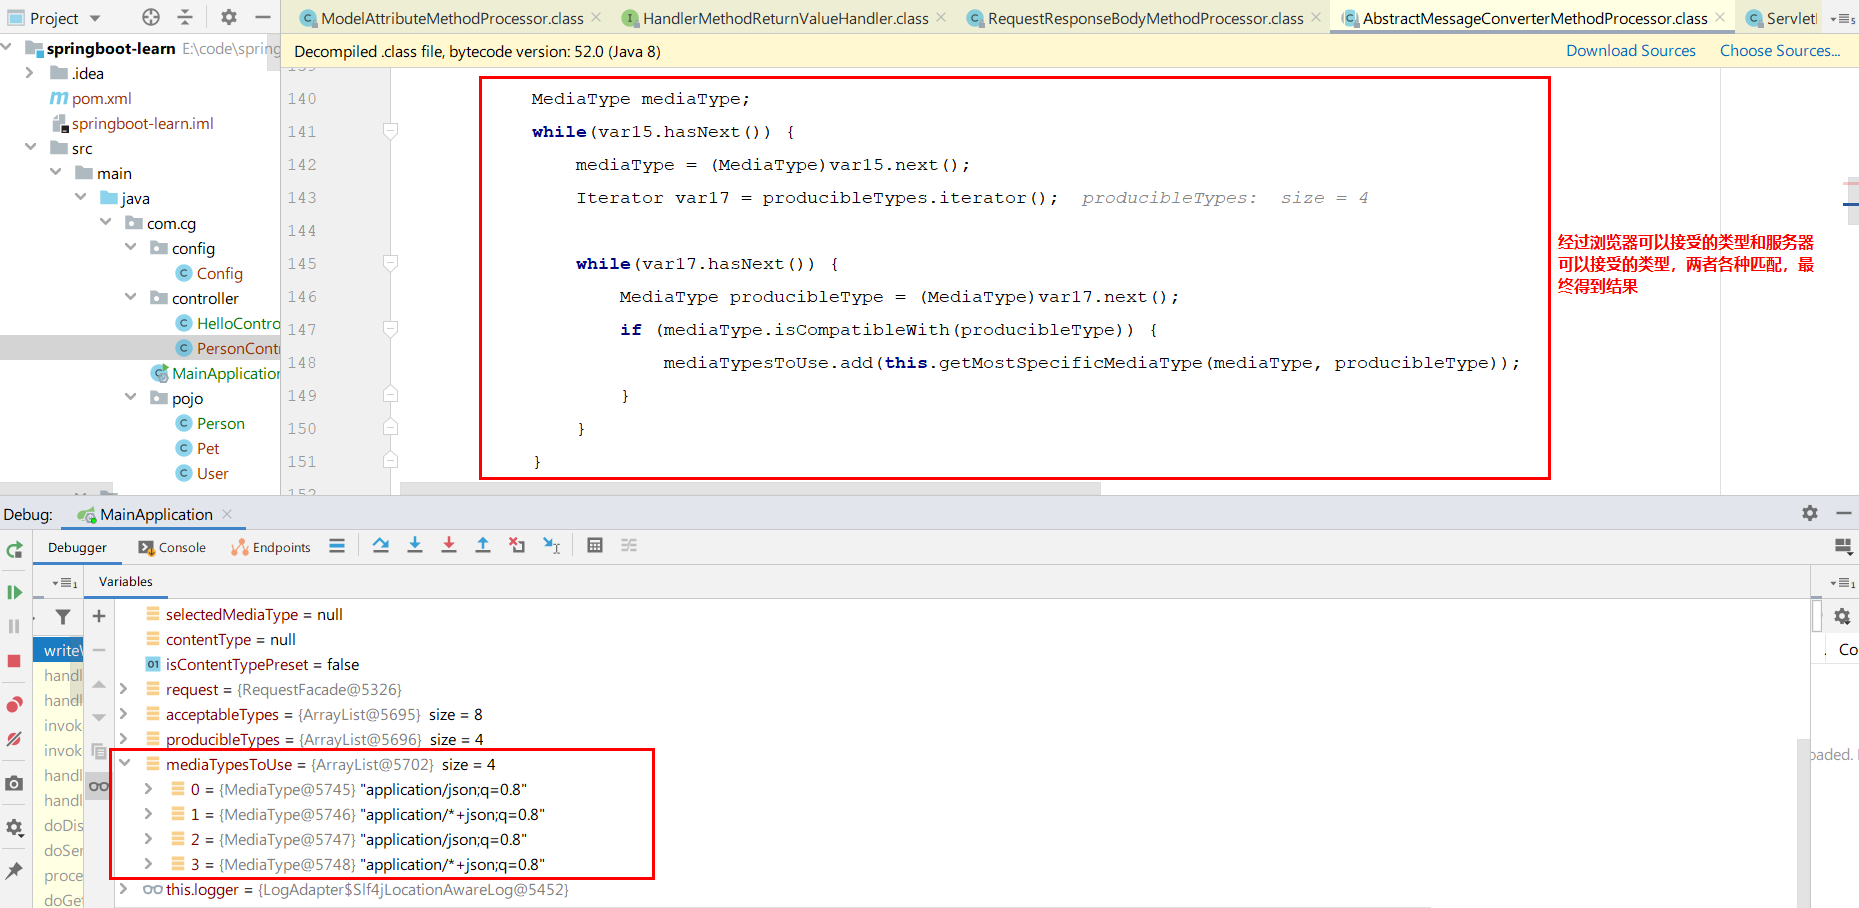 Project
ModelAttributeMethodProcessor.class
HandlerMethodReturnValueHandler.class
RequestResponseBodyMethodProcessor.class
AbstractMessageConverterMethodProcessor.class
Servlet
springboot-learn E:\code\spring
Decompiled .class file, bytecode version: 52.0 (Java 8)
Download Sources
Choose Sources...
.idea
pom.xml
springboot-learn.iml
src
main
java
com.cg
config
Config
controller
HelloContro
PersonCont
MainApplication
pojo
Person
Pet
User
140 MediaType mediaType;
141 while(var15.hasNext()) {
142 mediaType = (MediaType)var15.next();
143 Iterator var17 = producibleTypes.iterator(); producibleTypes: size = 4
144
145 while(var17.hasNext()) {
146 MediaType producibleType = (MediaType)var17.next();
147 if (mediaType.isCompatibleWith(producibleType)) {
148 mediaTypesToUse.add(this.getMostSpecificMediaType(mediaType, producibleType));
149 }
150 }
151 }
152
经过浏览器可以接受的类型和服务器
可以接受的类型，两者各种匹配，最
终得到结果
Debug:
MainApplication
Debugger
Console
Endpoints
Variables
write
handl
handl
invok
invok
handl
handl
doDis
doSer
proce
doGet
selectedMediaType = null
contentType = null
isContentTypePreset = false
request = {RequestFacade@5326}
acceptableTypes = {ArrayList@5695} size = 8
producibleTypes = {ArrayList@5696} size = 4
mediaTypesToUse = {ArrayList@5702} size = 4
0 = {MediaType@5745} "application/json;q=0.8"
1 = {MediaType@5746} "application/*+json;q=0.8"
2 = {MediaType@5747} "application/json;q=0.8"
3 = {MediaType@5748} "application/*+json;q=0.8"
this.logger = {LogAdapter$Slf4jLocationAwareLog@5452}
Co
oaded.